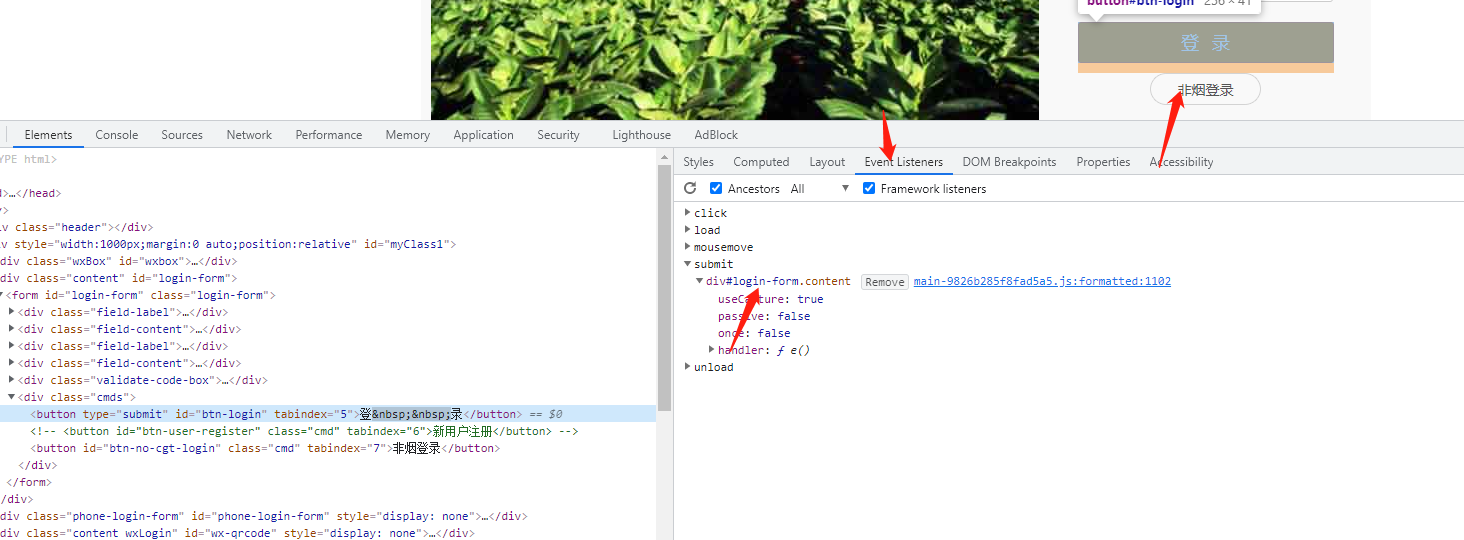 button#btn-login 256 × 41
登 录
非烟登录
Elements Console Sources Network Performance Memory Application Security Lighthouse AdBlock
YPE html>
Styles Computed Layout Event Listeners DOM Breakpoints Properties Accessibility
Ancestors All ▼ Framework listeners
d>…</head>
y>
iv class="header"></div>
iv style="width:1000px;margin:0 auto;position:relative" id="myClass1">
div class="wxBox" id="wxbox">…</div>
div class="content" id="login-form">
<form id="login-form" class="login-form">
<div class="field-label">…</div>
<div class="field-content">…</div>
<div class="field-label">…</div>
<div class="field-content">…</div>
<div class="validate-code-box">…</div>
<div class="cmds">
<button type="submit" id="btn-login" tabindex="5">登&nbsp;&nbsp;录</button> == $0
<!-- <button id="btn-user-register" class="cmd" tabindex="6">新用户注册</button> -->
<button id="btn-no-cgt-login" class="cmd" tabindex="7">非烟登录</button>
</div>
</form>
/div>
div class="phone-login-form" id="phone-login-form" style="display: none">…</div>
div class="content wxLogin" id="wx-qrcode" style="display: none">…</div>
click
load
mousemove
submit
div#login-form.content Remove main-9826b285f8fad5a5.js:formatted:1102
useCapture: true
passive: false
once: false
handler: ƒ e()
unload